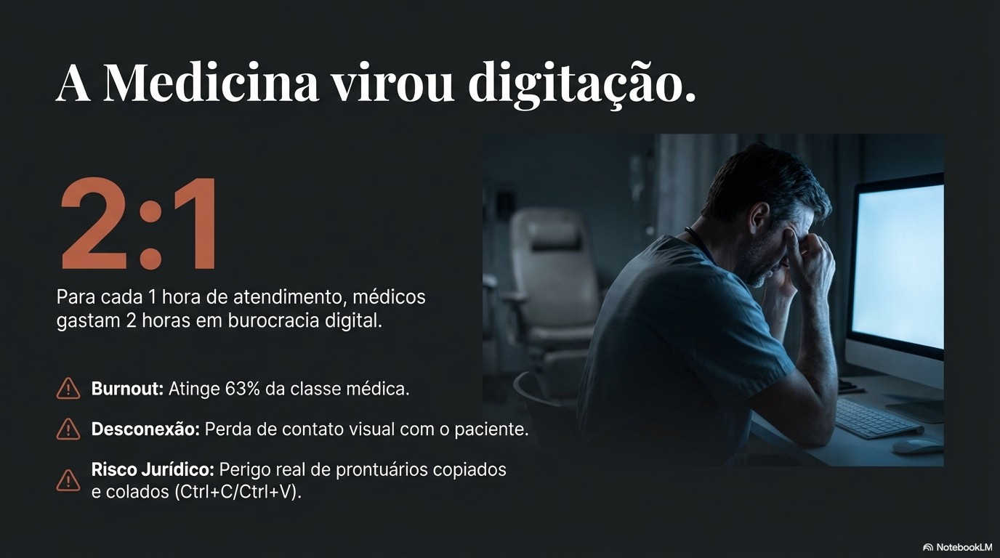 A Medicina virou digitação.
2:1
Para cada 1 hora de atendimento, médicos
gastam 2 horas em burocracia digital.
Burnout: Atinge 63% da classe médica.
Desconexão: Perda de contato visual com o paciente.
Risco Jurídico: Perigo real de prontuários copiados
e colados (Ctrl+C/Ctrl+V).
NotebookLM